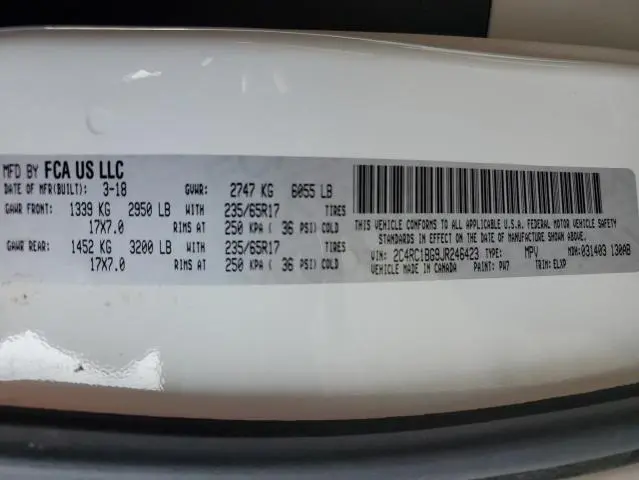 MFD BY FCA US LLC
DATE OF MFR(BUILT): 3-18 GVWR: 2747 KG 6055 LB
GAWR FRONT: 1339 KG 2950 LB WITH 235/65R17 TIRES
17X7.0 RIMS AT 250 KPA ( 36 PSI) COLD
GAWR REAR: 1452 KG 3200 LB WITH 235/65R17 TIRES
17X7.0 RIMS AT 250 KPA ( 36 PSI) COLD
THIS VEHICLE CONFORMS TO ALL APPLICABLE U.S.A. FEDERAL MOTOR VEHICLE SAFETY
STANDARDS IN EFFECT ON THE DATE OF MANUFACTURE SHOWN ABOVE.
VIN: 2C4RC1BG9JR246423 TYPE: MPV MDH:031403 130AB
VEHICLE MADE IN CANADA PAINT: PW7 TRIM: ELXP